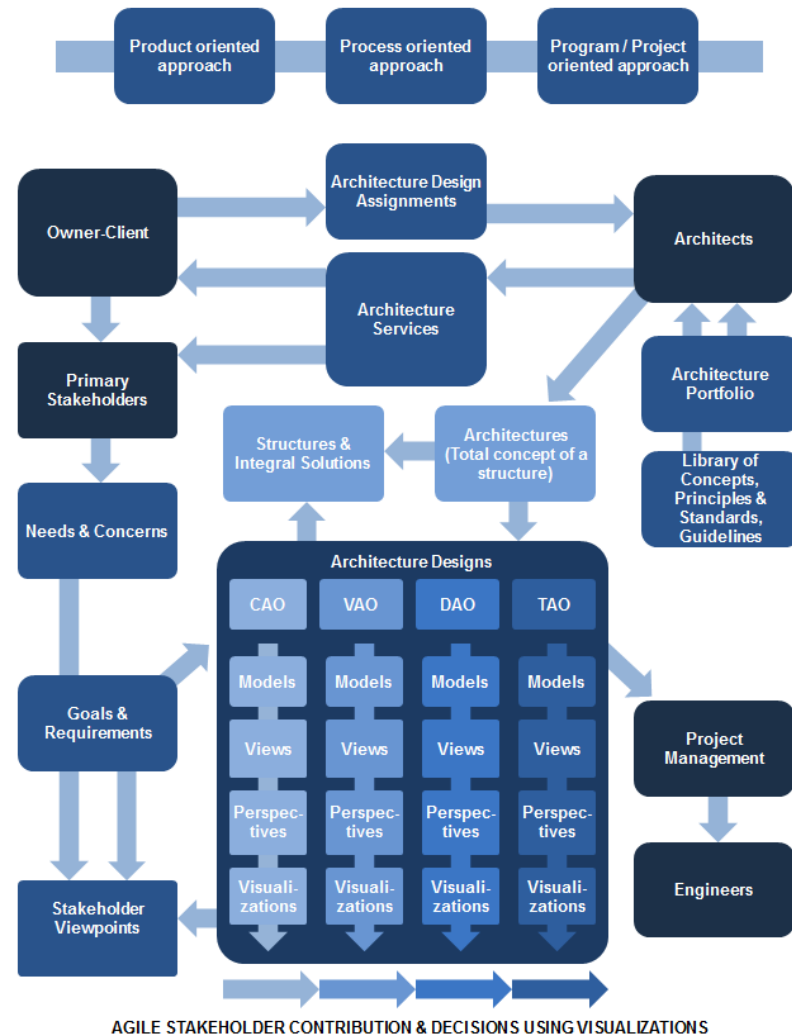 Product oriented
approach
Process oriented
approach
Program / Project
oriented approach
Architecture Design
Assignments
Owner-Client
Architects
Architecture
Services
Primary
Stakeholders
Architecture
Portfolio
Structures &
Integral Solutions
Architectures
(Total concept of a
structure)
Library of
Concepts,
Principles &
Standards,
Guidelines
Needs & Concerns
Architecture Designs
CAO
VAO
DAO
TAO
Models
Models
Models
Models
Goals &
Requirements
Views
Views
Views
Views
Project
Management
Perspec-
tives
Perspec-
tives
Perspec-
tives
Perspec-
tives
Visuali-
zations
Visuali-
zations
Visuali-
zations
Visuali-
zations
Engineers
Stakeholder
Viewpoints
AGILE STAKEHOLDER CONTRIBUTION & DECISIONS USING VISUALIZATIONS